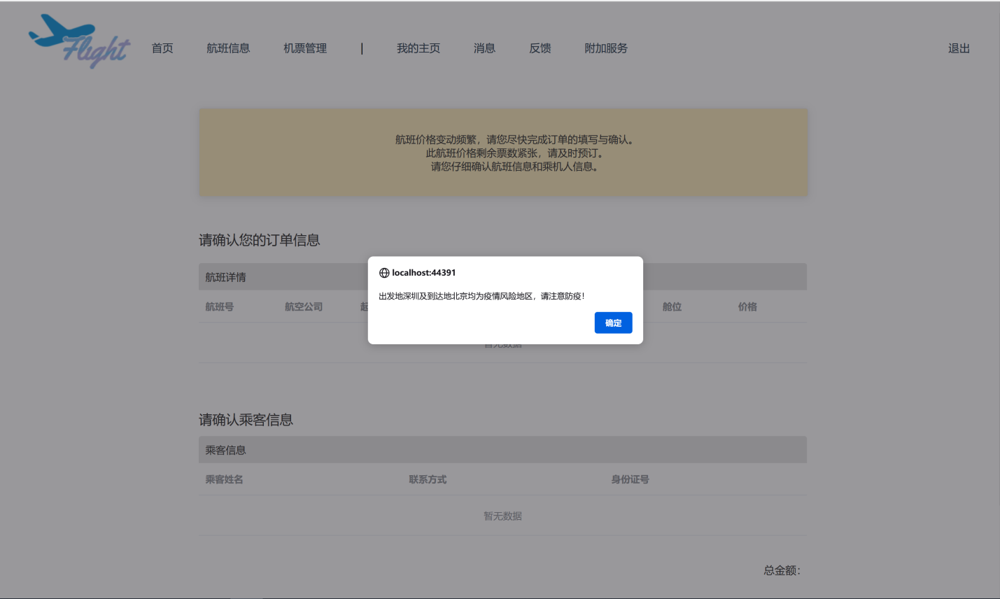 Flight
首页 航班信息 机票管理 | 我的主页 消息 反馈 附加服务 退出
航班价格变动频繁，请您尽快完成订单的填写与确认。
此航班价格剩余票数紧张，请及时预订。
请您仔细确认航班信息和乘机人信息。
请确认您的订单信息
localhost:44391
出发地深圳及到达地北京均为疫情风险地区，请注意防疫！
确定
航班详情
航班号 航空公司 起 舱位 价格
暂无数据
请确认乘客信息
乘客信息
乘客姓名 联系方式 身份证号
暂无数据
总金额：